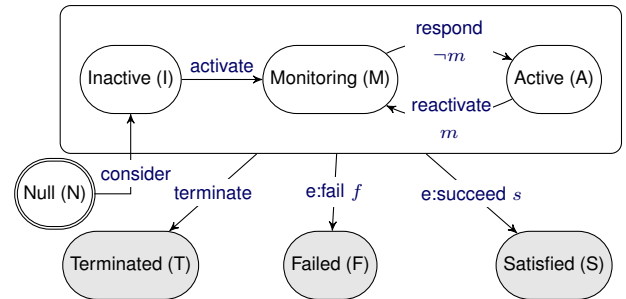 respond
¬m
activate
Inactive (I)
Monitoring (M)
Active (A)
reactivate
m
consider
Null (N)
terminate
e:fail f
e:succeed s
Terminated (T)
Failed (F)
Satisfied (S)